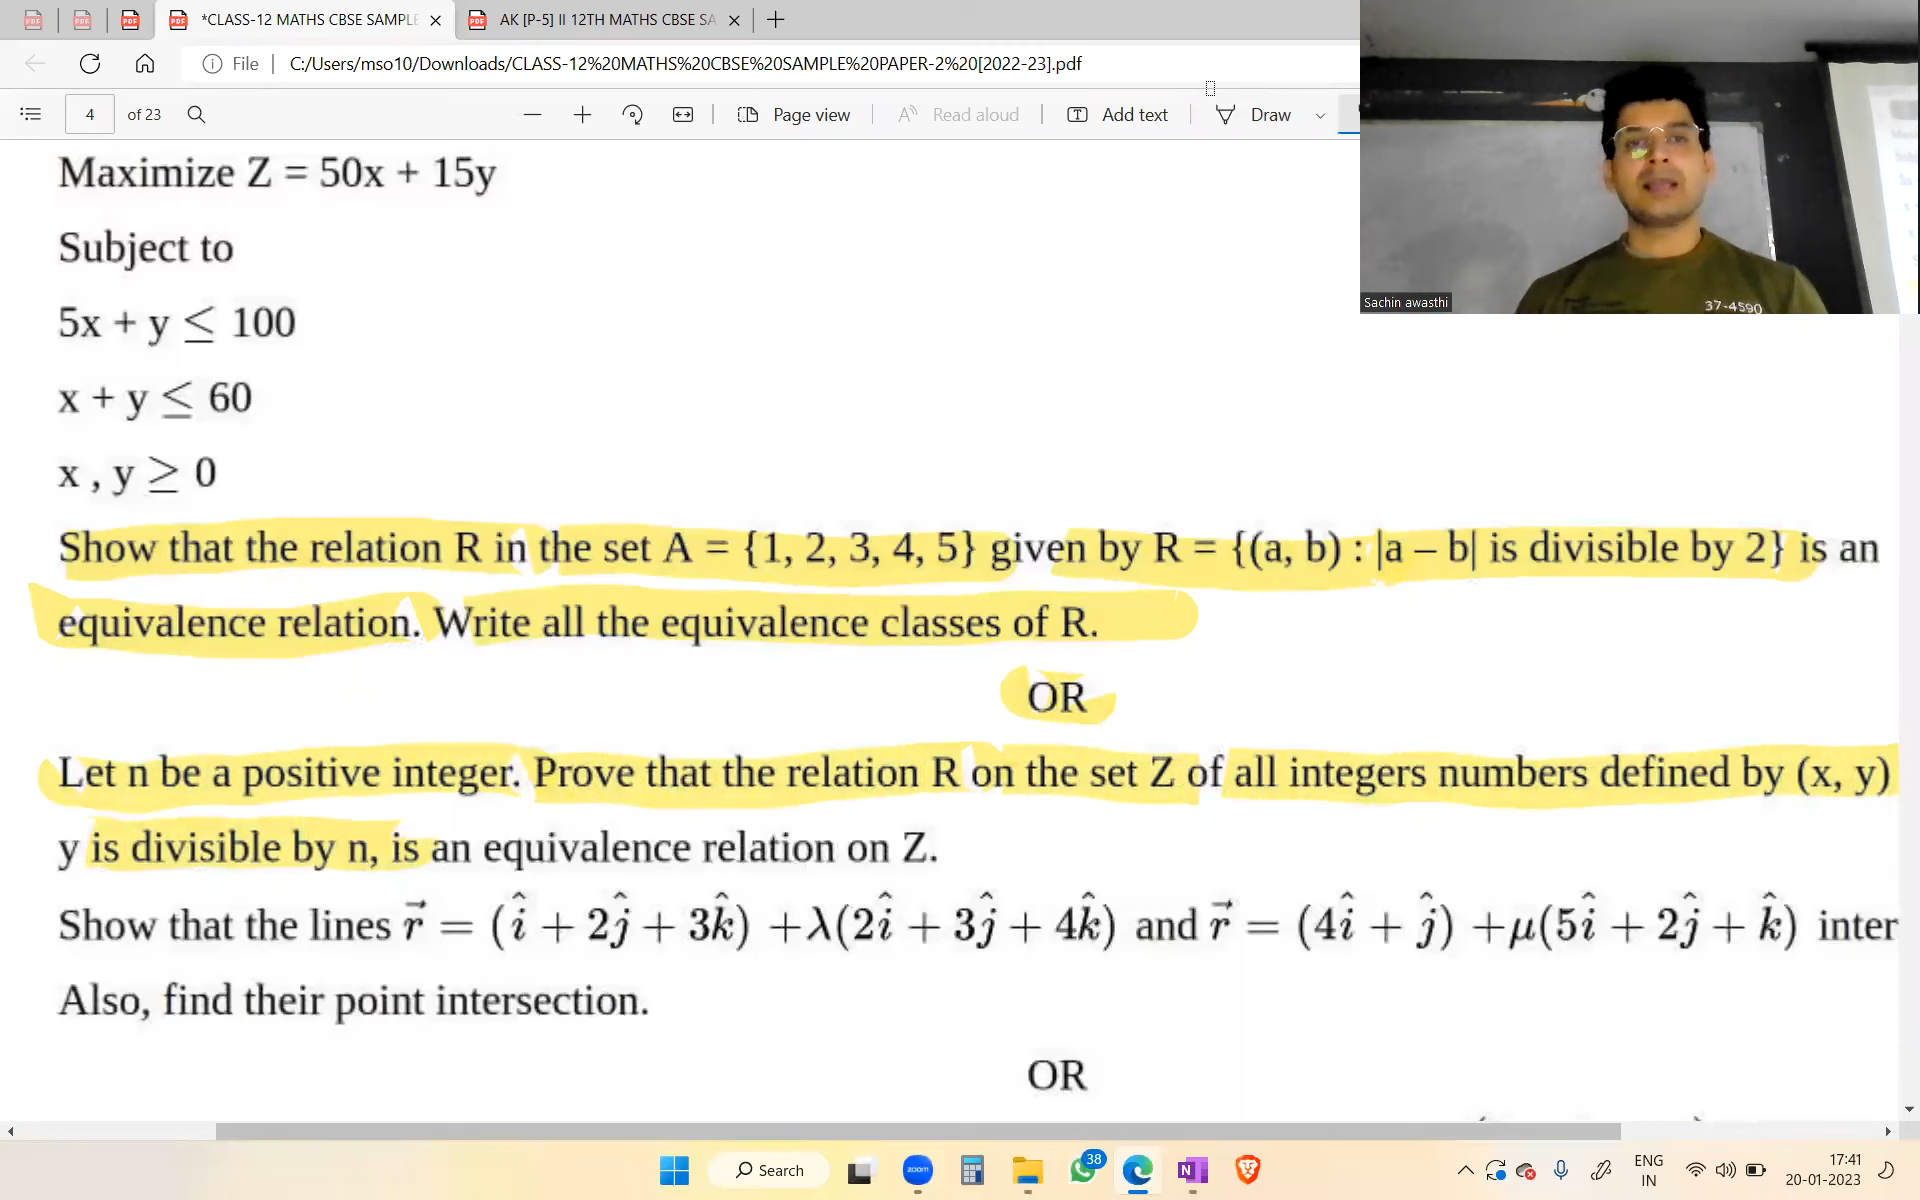 *CLASS-12 MATHS CBSE SAMPLE
AK [P-5] II 12TH MATHS CBSE SA
File
C:/Users/mso10/Downloads/CLASS-12%20MATHS%20CBSE%20SAMPLE%20PAPER-2%20[2022-23].pdf
4 of 23
Page view
Read aloud
Add text
Draw
Maximize Z = 50x + 15y
Subject to
5x + y ≤ 100
x + y ≤ 60
x , y ≥ 0
37-4590
Sachin awasthi
Show that the relation R in the set A = {1, 2, 3, 4, 5} given by R = {(a, b) : |a – b| is divisible by 2} is an
equivalence relation. Write all the equivalence classes of R.
OR
Let n be a positive integer. Prove that the relation R on the set Z of all integers numbers defined by (x, y)
y is divisible by n, is an equivalence relation on Z.
Show that the lines r⃗ = (î + 2ĵ + 3k̂) +λ(2î + 3ĵ + 4k̂) and r⃗ = (4î + ĵ) +μ(5î + 2ĵ + k̂) inter
Also, find their point intersection.
OR
Search
zoom
38
ENG
IN
17:41
20-01-2023